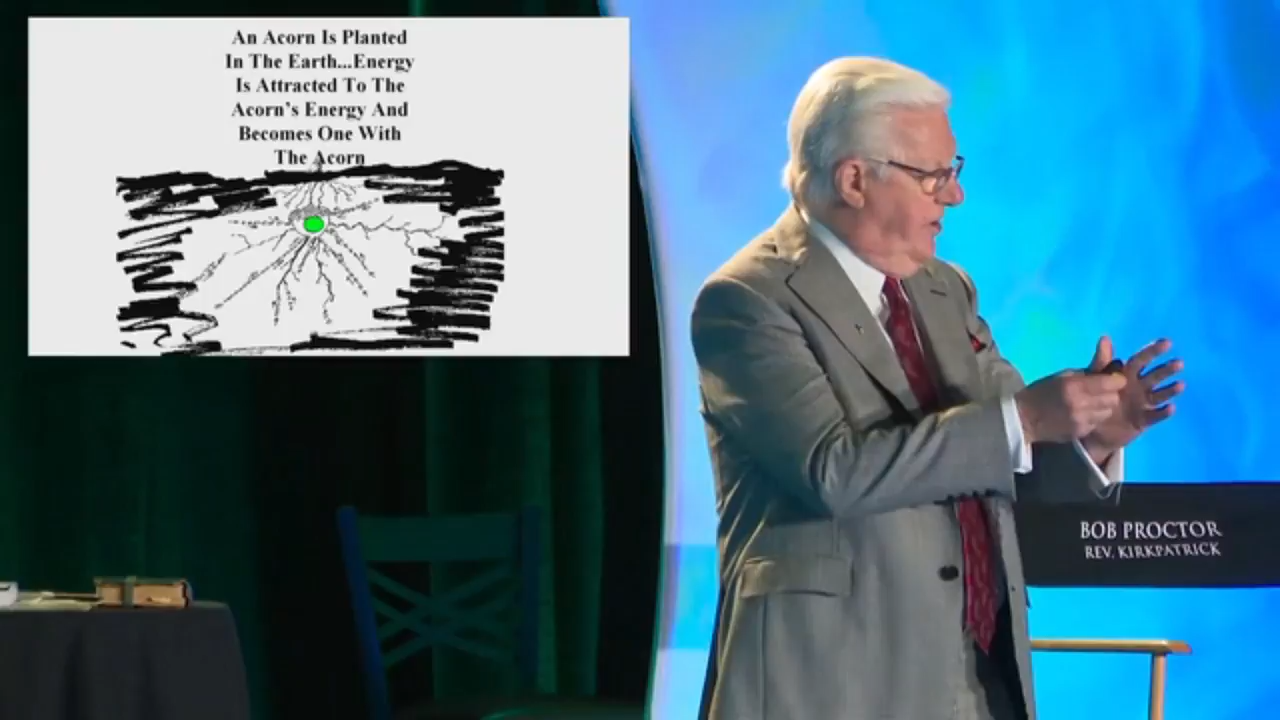 An Acorn Is Planted
In The Earth...Energy
Is Attracted To The
Acorn's Energy And
Becomes One With
The Acorn
BOB PROCTOR
REV. KIRKPATRICK